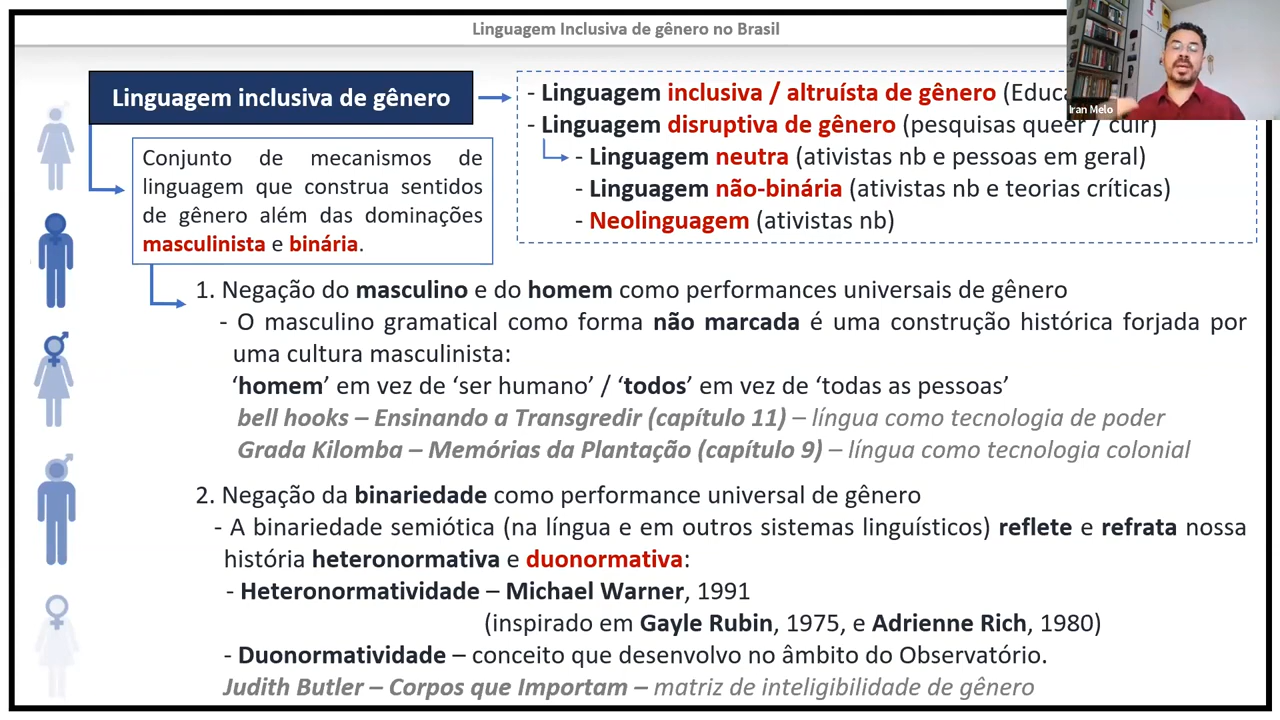 Linguagem Inclusiva de gênero no Brasil
Linguagem inclusiva de gênero
- Linguagem inclusiva / altruísta de gênero
- Linguagem disruptiva de gênero (pesquisas queer / cuir)
- Linguagem neutra (ativistas nb e pessoas em geral)
- Linguagem não-binária (ativistas nb e teorias críticas)
- Neolinguagem (ativistas nb)
Iran Melo
Conjunto de mecanismos de
linguagem que construa sentidos
de gênero além das dominações
masculinista e binária.
1. Negação do masculino e do homem como performances universais de gênero
- O masculino gramatical como forma não marcada é uma construção histórica forjada por
uma cultura masculinista:
‘homem’ em vez de ‘ser humano’ / ‘todos’ em vez de ‘todas as pessoas’
bell hooks – Ensinando a Transgredir (capítulo 11) – língua como tecnologia de poder
Grada Kilomba – Memórias da Plantação (capítulo 9) – língua como tecnologia colonial
2. Negação da binariedade como performance universal de gênero
- A binariedade semiótica (na língua e em outros sistemas linguísticos) reflete e refrata nossa
história heteronormativa e duonormativa:
- Heteronormatividade – Michael Warner, 1991
(inspirado em Gayle Rubin, 1975, e Adrienne Rich, 1980)
- Duonormatividade – conceito que desenvolvo no âmbito do Observatório.
Judith Butler – Corpos que Importam – matriz de inteligibilidade de gênero